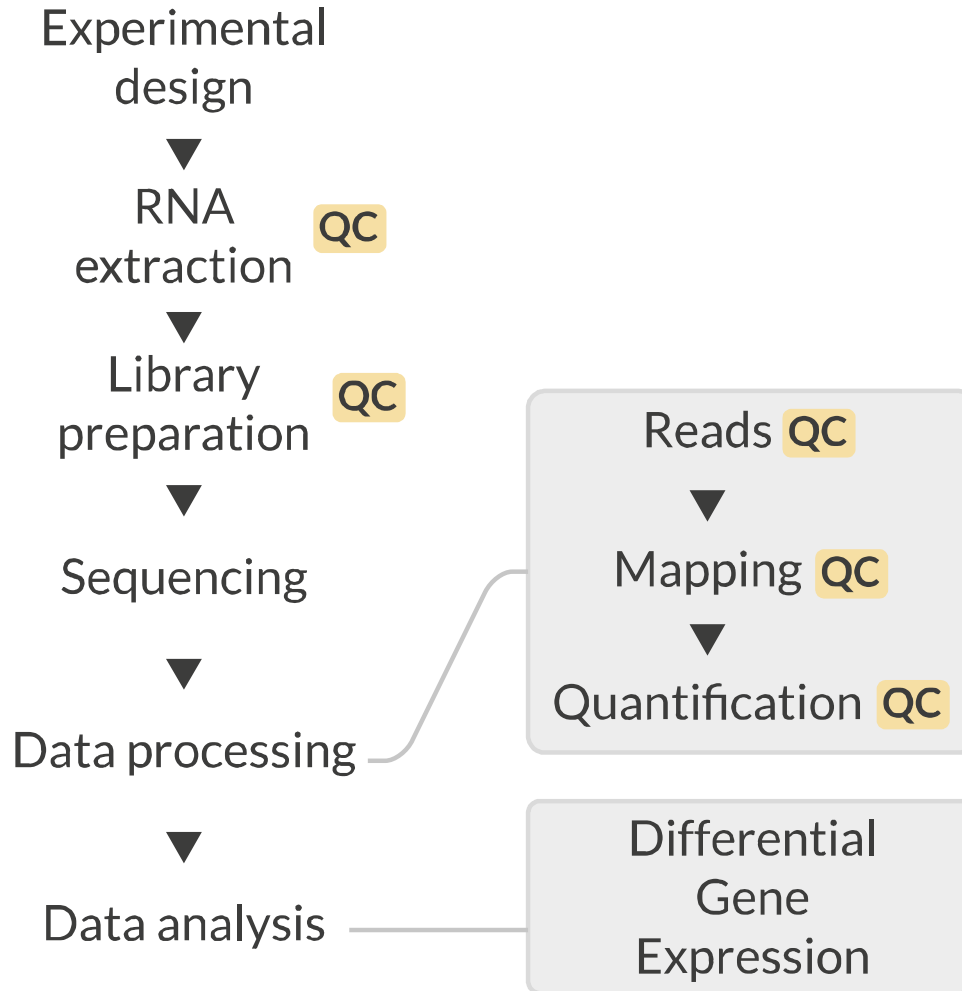 Experimental
design
RNA
extraction QC
Library
preparation QC
Sequencing
Data processing
Data analysis
Reads QC
Mapping QC
Quantification QC
Differential
Gene
Expression